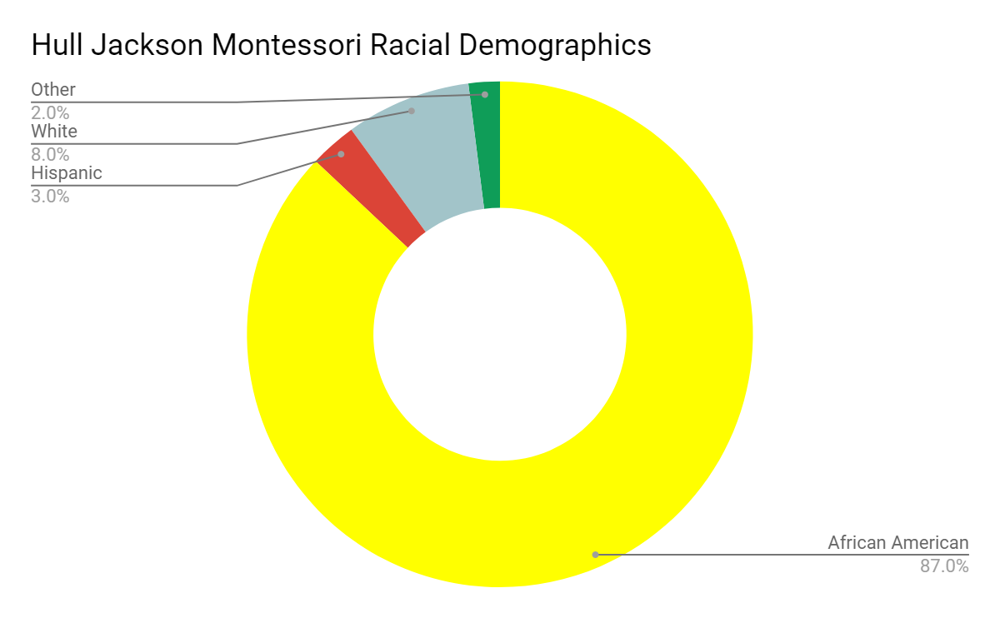 Hull Jackson Montessori Racial Demographics
Other
2.0%
White
8.0%
Hispanic
3.0%
African American
87.0%